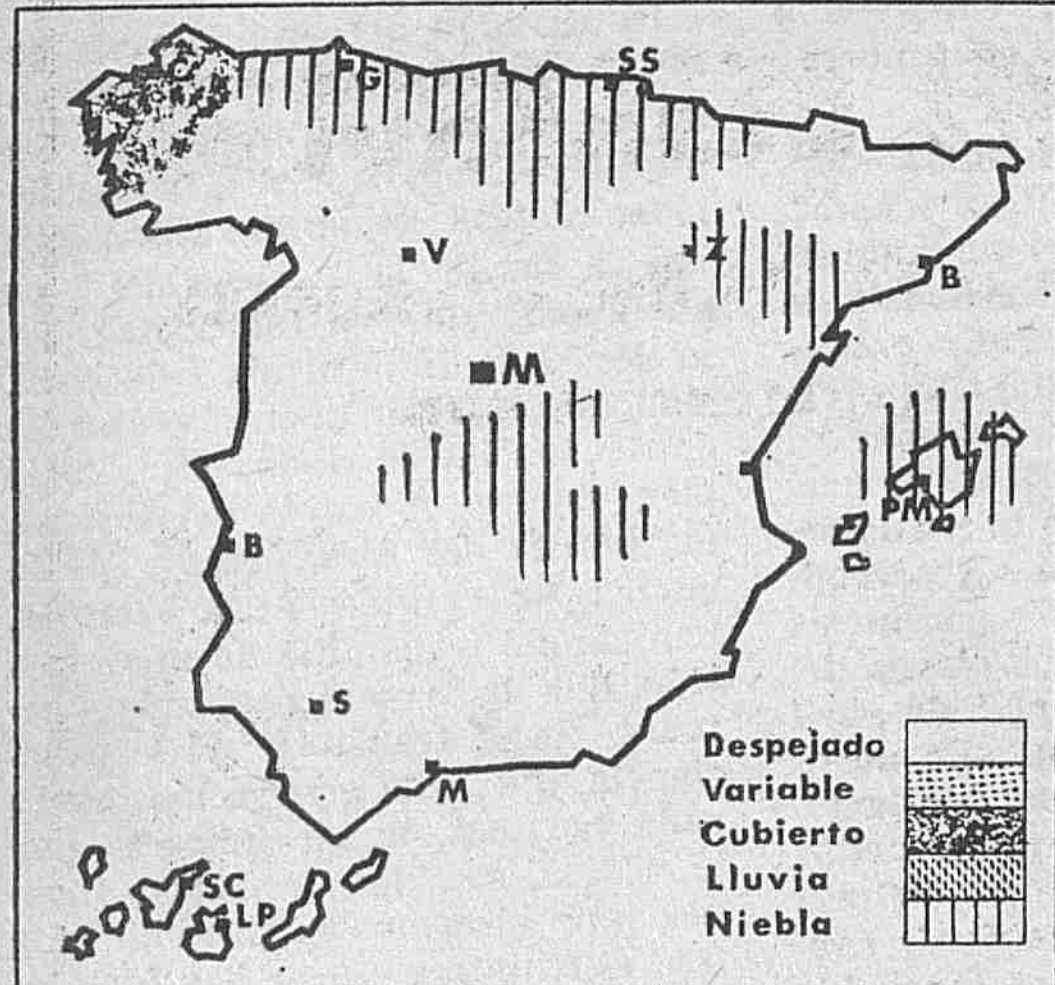 SS
G
V
Z
B
M
PM
B
S
M
SC
LP
Despejado
Variable
Cubierto
Lluvia
Niebla